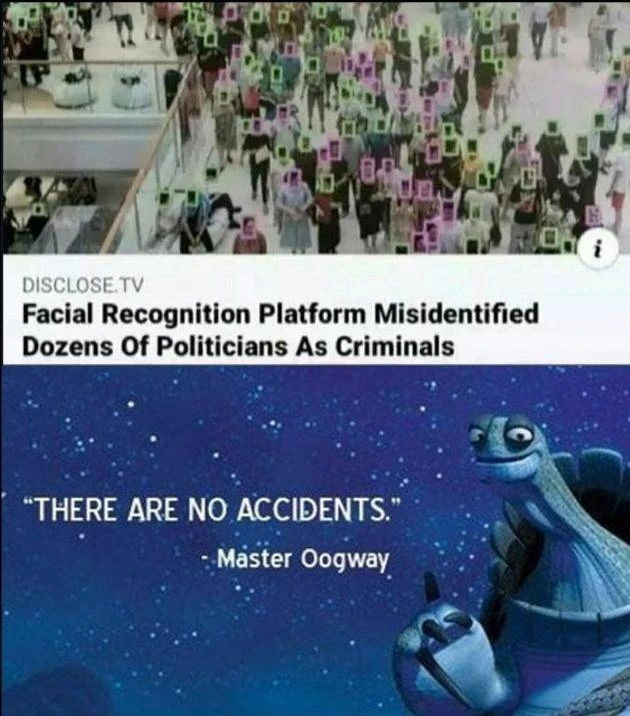 i
DISCLOSE.TV
Facial Recognition Platform Misidentified
Dozens Of Politicians As Criminals
“THERE ARE NO ACCIDENTS.”
- Master Oogway